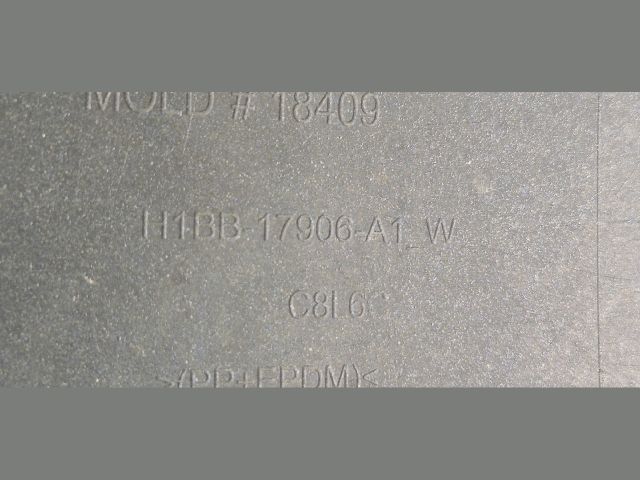 MOLD # 18409
H1BB-17906-A1_W
C8L6C
>(PP+EPDM)<